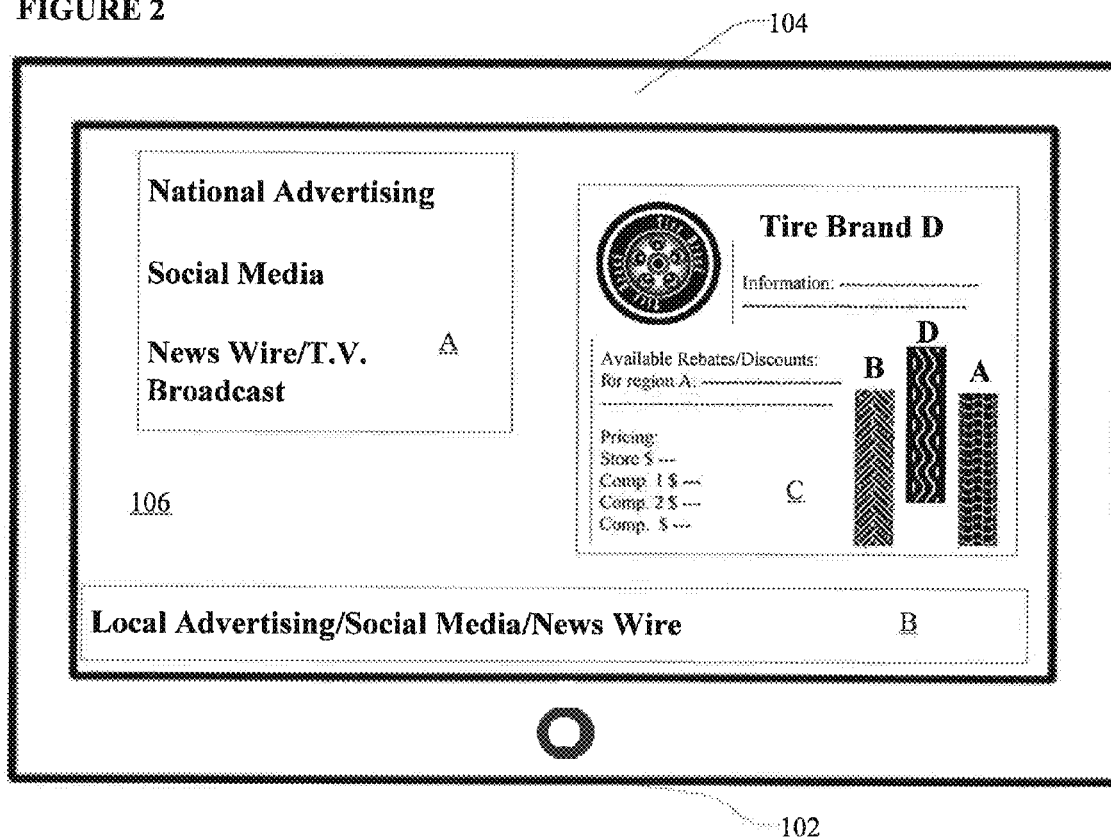 FIGURE 2
104
National Advertising
Social Media
News Wire/T.V.
Broadcast
A
106
Tire Brand D
Information:
Available Rebates/Discounts:
for region A:
Pricing:
Store $ ---
Comp. 1 $ ---
Comp. 2 $ ---
Comp. $ ---
C
B
D
A
Local Advertising/Social Media/News Wire
B
102